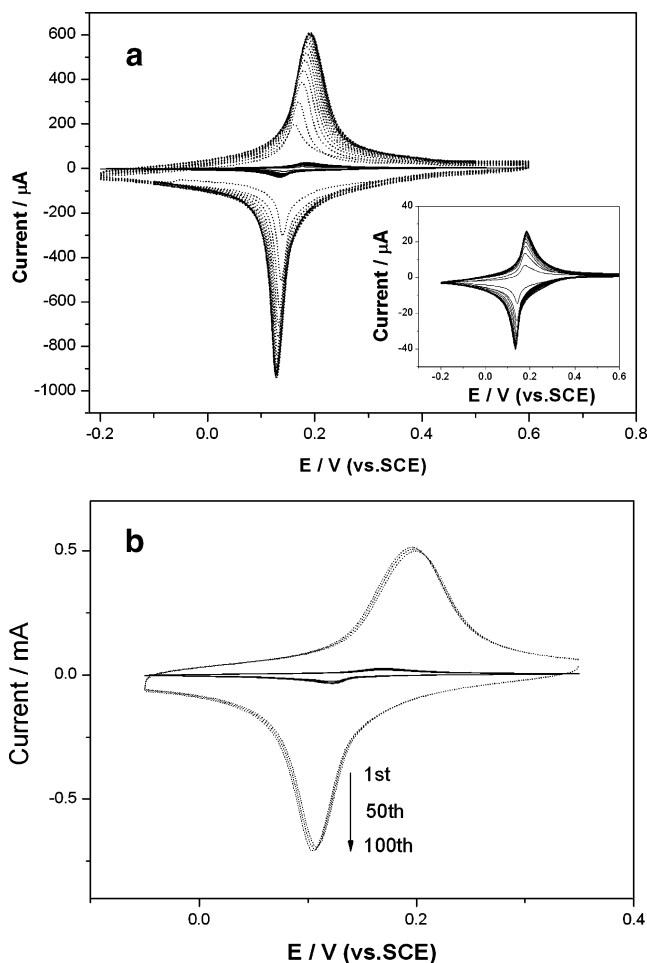 a
600
400
200
0
-200
-400
-600
-800
-1000
Current / μA
-0.2 0.0 0.2 0.4 0.6 0.8
E / V (vs.SCE)
40
20
0
-20
-40
Current / μA
-0.2 0.0 0.2 0.4 0.6
E / V (vs.SCE)
b
0.5
0.0
-0.5
Current / mA
1st
50th
100th
0.0 0.2 0.4
E / V (vs.SCE)